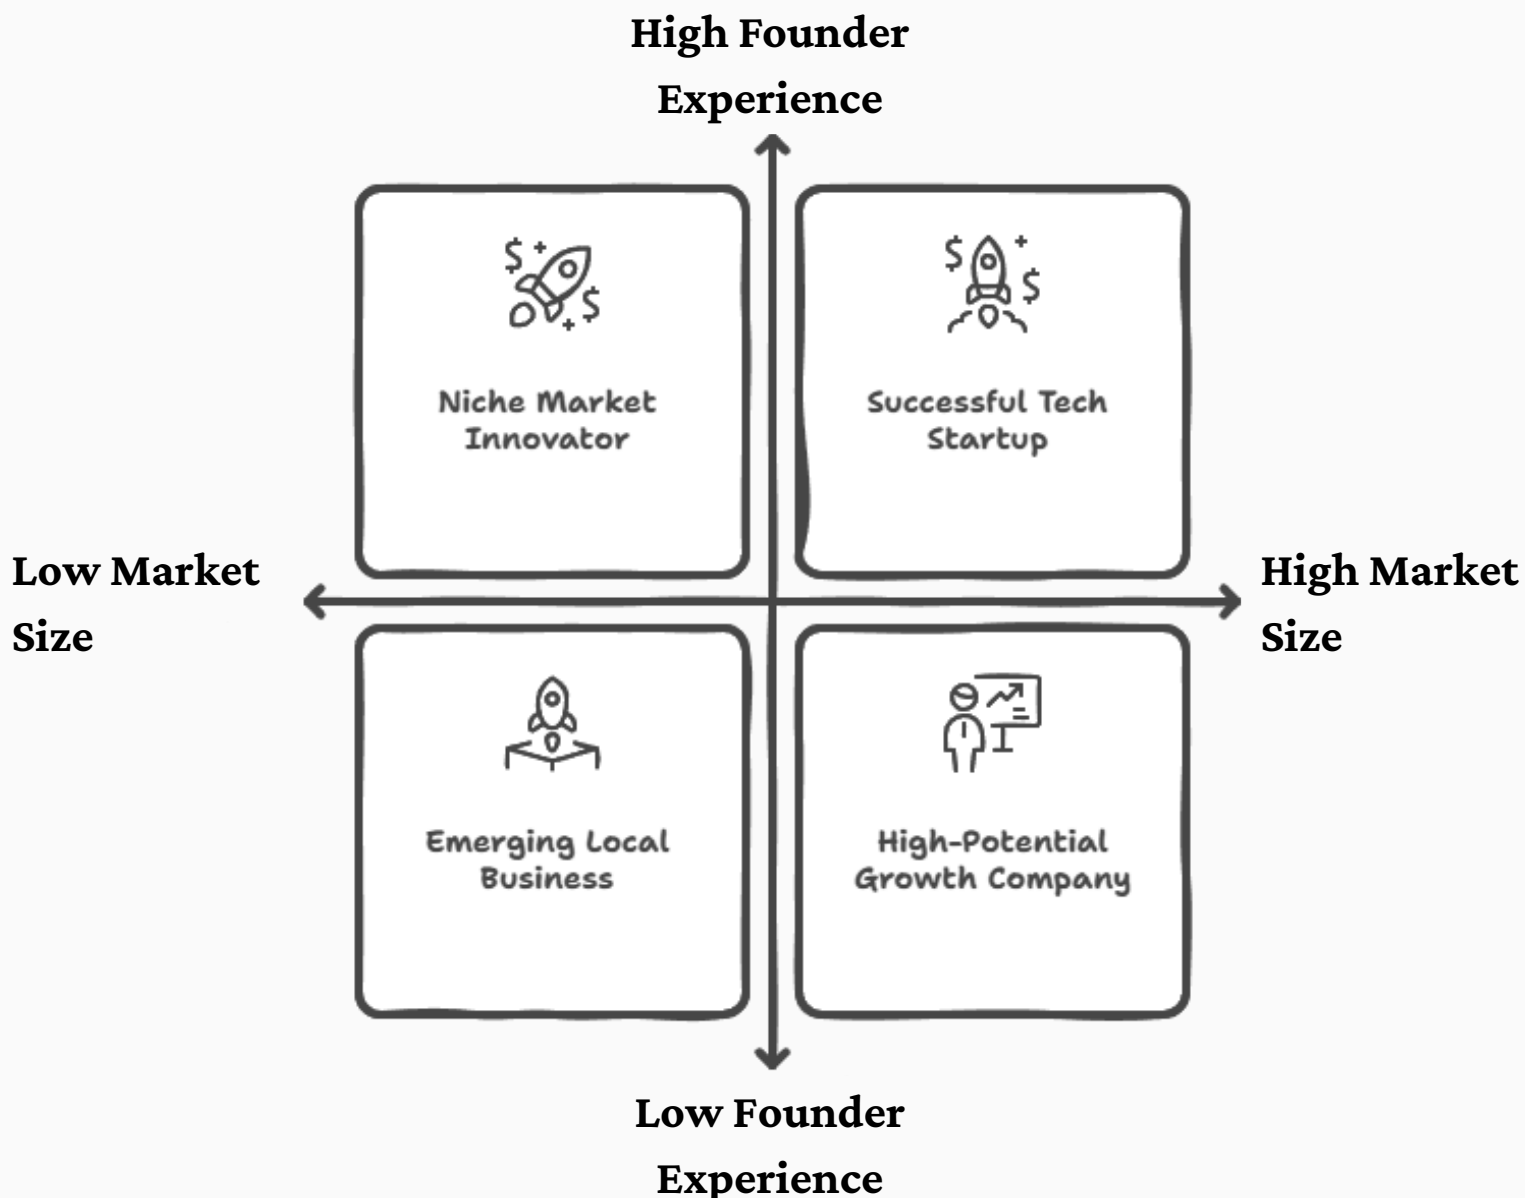 High Founder
Experience
Niche Market
Innovator
Successful Tech
Startup
Low Market
Size
High Market
Size
Emerging Local
Business
High-Potential
Growth Company
Low Founder
Experience